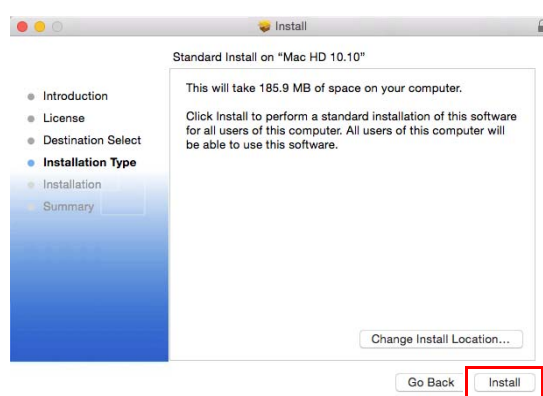 Install
Standard Install on “Mac HD 10.10”
Introduction
License
Destination Select
Installation Type
Installation
Summary
This will take 185.9 MB of space on your computer.
Click Install to perform a standard installation of this software
for all users of this computer. All users of this computer will
be able to use this software.
Change Install Location...
Go Back
Install